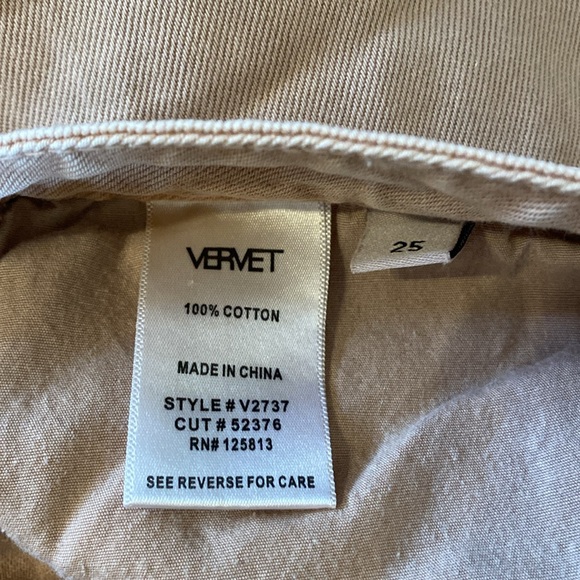 VERVET
25
100% COTTON
MADE IN CHINA
STYLE # V2737
CUT # 52376
RN# 125813
SEE REVERSE FOR CARE